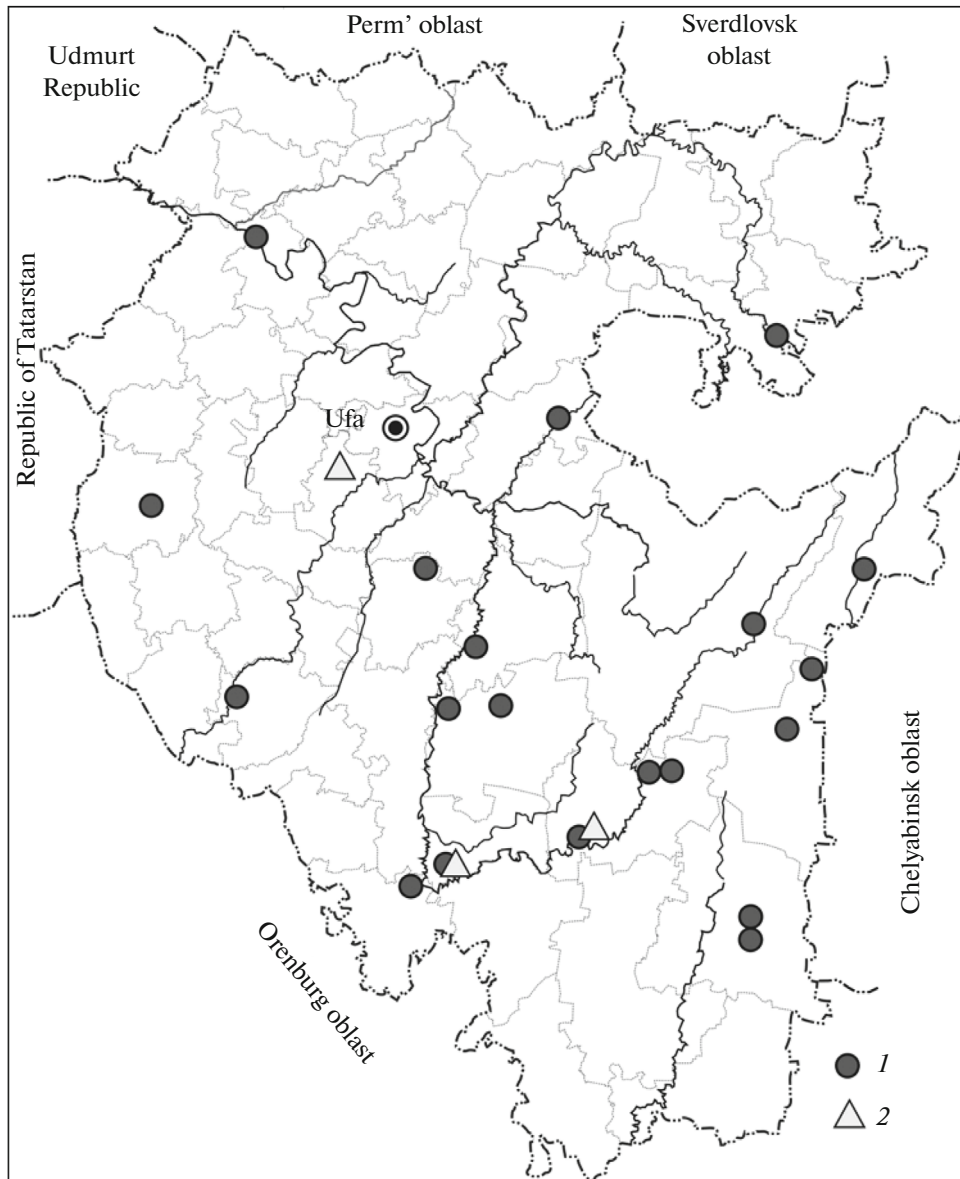 Perm’ oblast
Sverdlovsk
oblast
Udmurt
Republic
Republic of Tatarstan
Ufa
Chelyabinsk oblast
Orenburg oblast
1
2